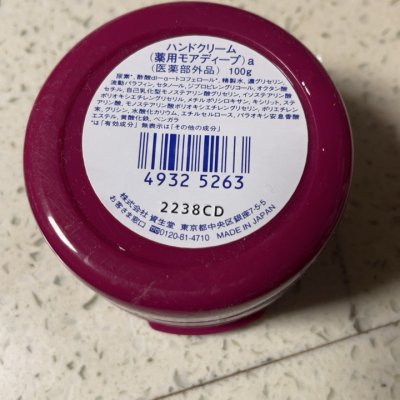 ハンドクリーム
(薬用モアディープ)a
(医薬部外品) 100g
尿素*, 酢酸dl-α-トコフェロール*, 精製水, 濃グリセリン,
流動パラフィン, セタノール, ジプロピレングリコール, オクタン酸
セチル, 自己乳化型モノステアリン酸グリセリン, イソステアリン酸
ポリオキシエチレングリセリル, メチルポリシロキサン, キシリット, ステ
アリン酸, モノステアリン酸ポリオキシエチレングリセリル, ポリエチレン
末, グリシン, 水酸化カリウム, エチルセルロース, パラオキシ安息香酸
エステル, 黄酸化鉄, ベンガラ
*は「有効成分」無表示は「その他の成分」
4932 5263
2238CD
株式会社 資生堂 東京都中央区銀座7-5-5
お客さま窓口 0120-81-4710 MADE IN JAPAN